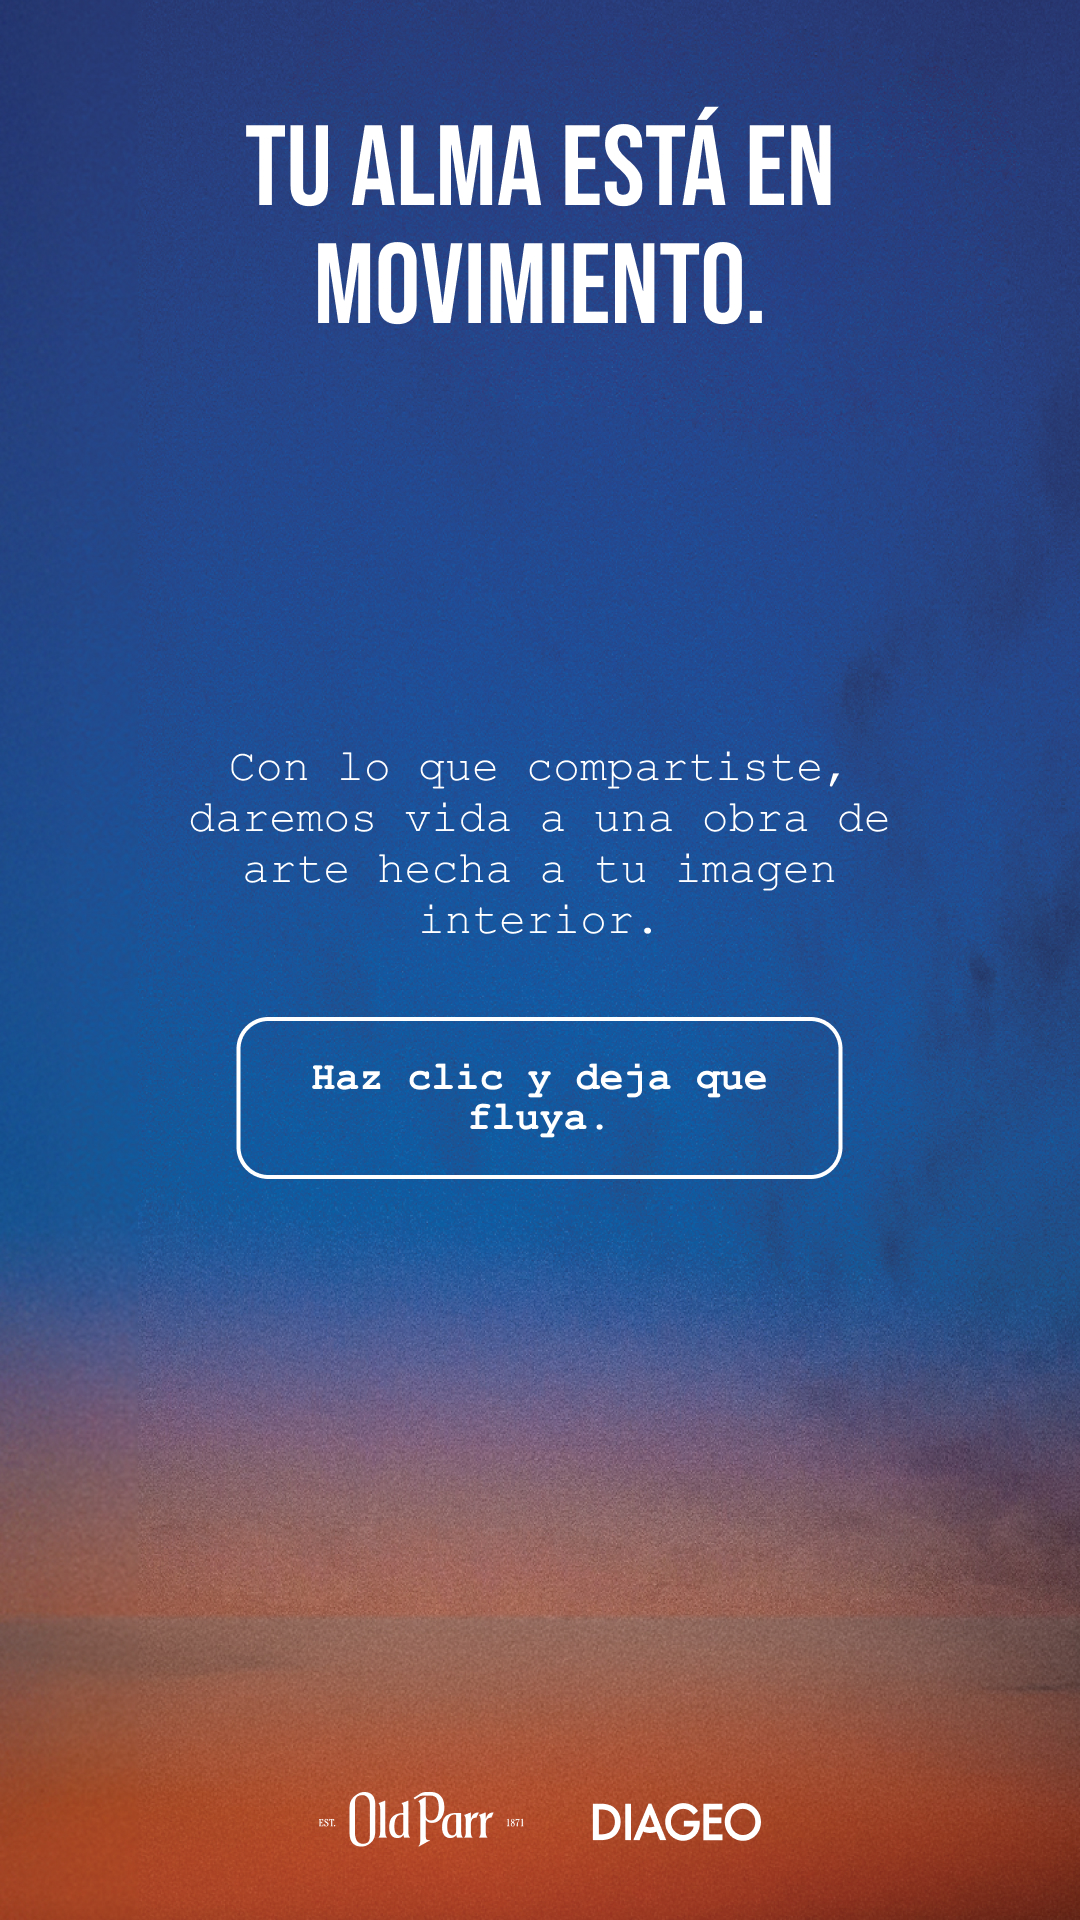 TU ALMA ESTÁ EN
MOVIMIENTO.
Con lo que compartiste,
daremos vida a una obra de
arte hecha a tu imagen
interior.
Haz clic y deja que
fluya.
EST. Old Parr 1871 DIAGEO